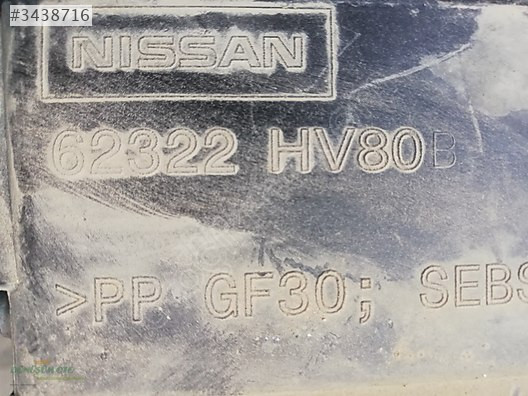 #3438716
NISSAN
62322 HV80B
>PP GF30; SEBS